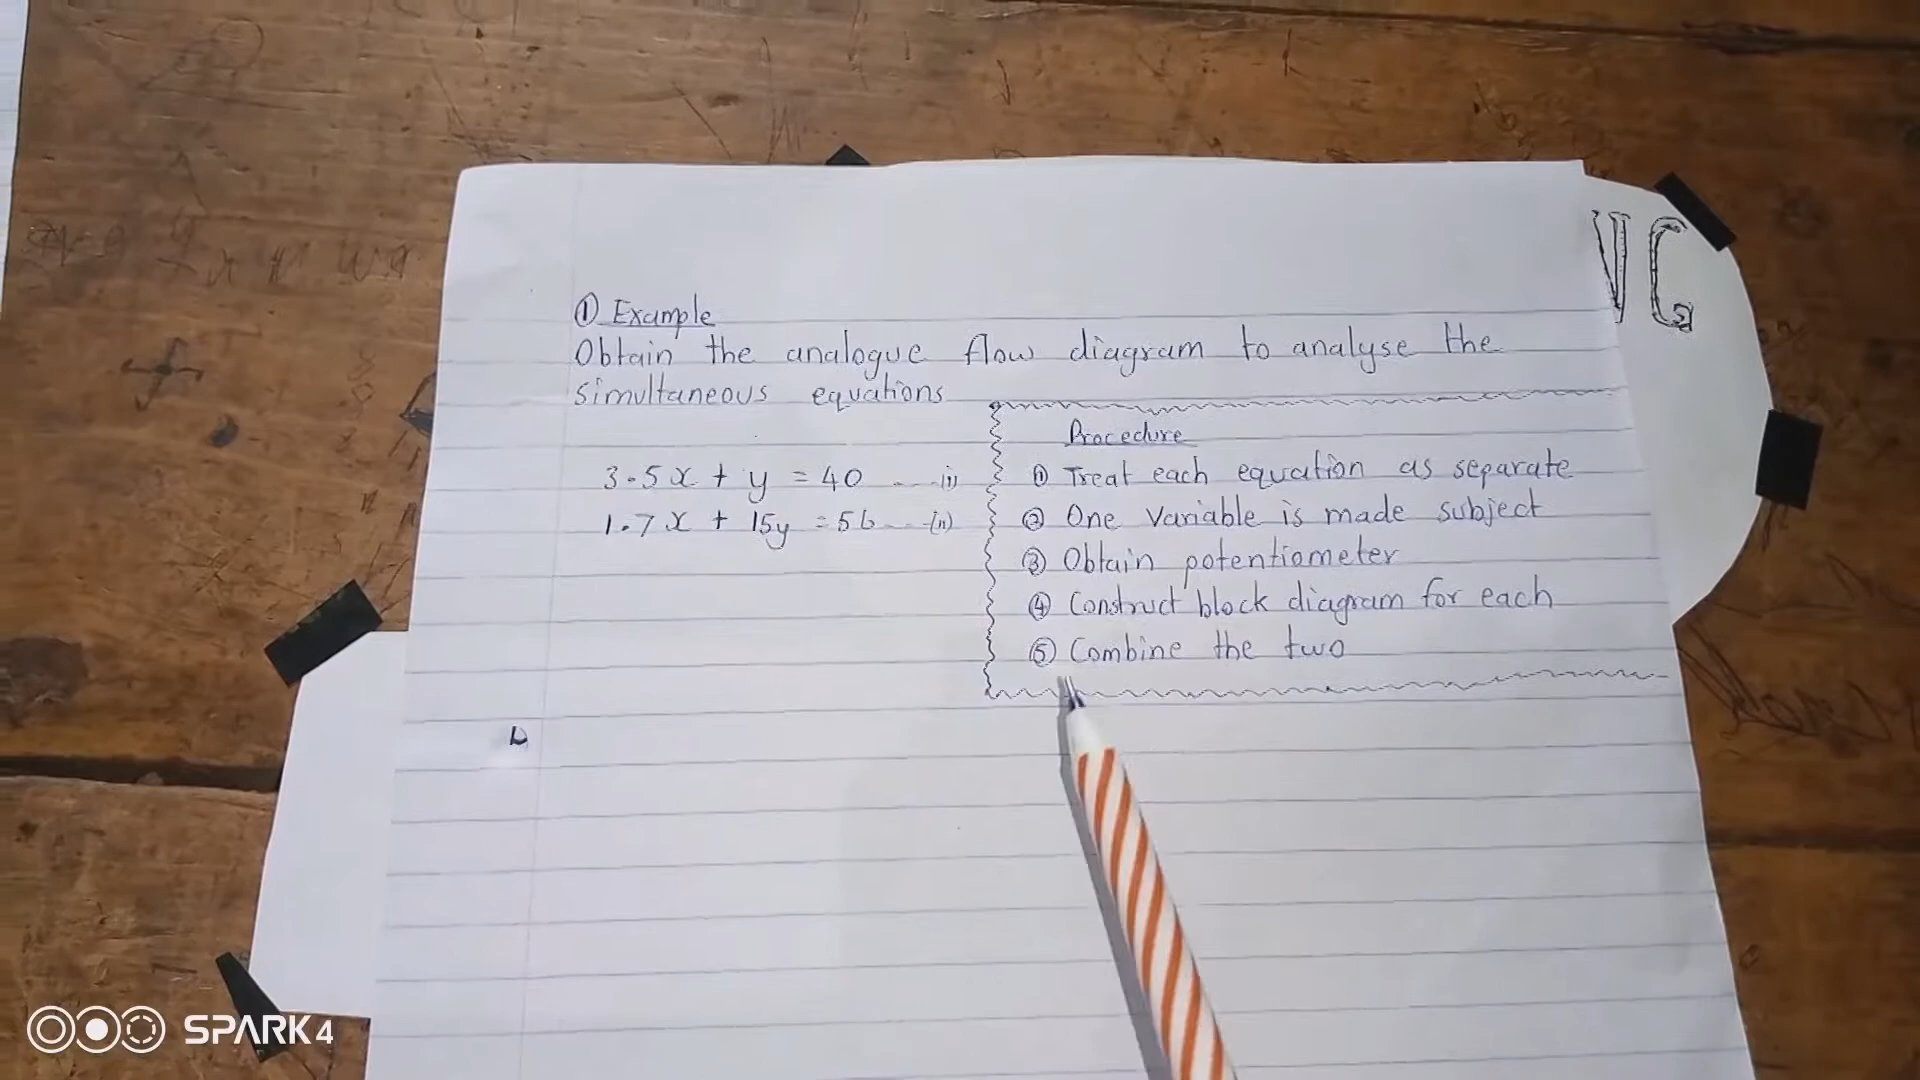 ① Example
Obtain the analogue flow diagram to analyse the
simultaneous equations
3.5x + y = 40 ---(i)
1.7x + 15y = 56 ---(ii)
Procedure
① Treat each equation as separate
② One variable is made subject
③ Obtain potentiometer
④ Construct block diagram for each
⑤ Combine the two
VG
SPARK 4